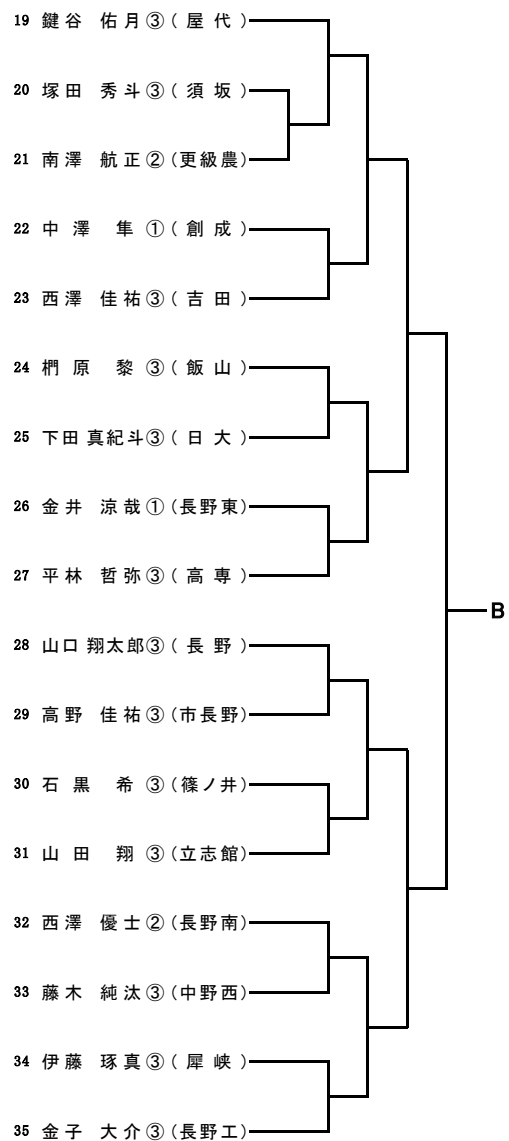 19 鍵谷 佑月③(屋代)
20 塚田 秀斗③(須坂)
21 南澤 航正②(更級農)
22 中澤 隼①(創成)
23 西澤 佳祐③(吉田)
24 椚原 黎③(飯山)
25 下田 真紀斗③(日大)
26 金井 涼哉①(長野東)
27 平林 哲弥③(高専)
B
28 山口 翔太郎③(長野)
29 高野 佳祐③(市長野)
30 石黒 希③(篠ノ井)
31 山田 翔③(立志館)
32 西澤 優士②(長野南)
33 藤木 純汰③(中野西)
34 伊藤 琢真③(犀峡)
35 金子 大介③(長野工)